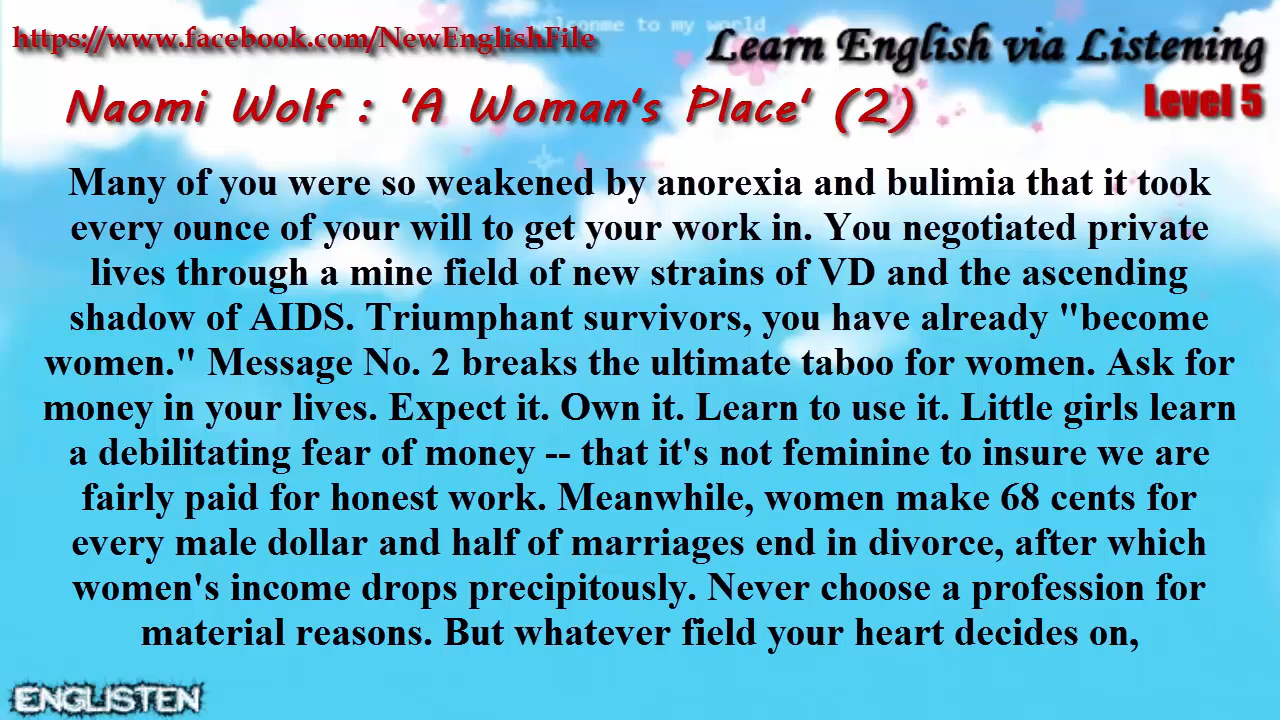 welcomme to my world
https://www.facebook.com/NewEnglishFile
Learn English via Listening
Naomi Wolf : 'A Woman's Place' (2)
Level 5
Many of you were so weakened by anorexia and bulimia that it took
every ounce of your will to get your work in. You negotiated private
lives through a mine field of new strains of VD and the ascending
shadow of AIDS. Triumphant survivors, you have already "become
women." Message No. 2 breaks the ultimate taboo for women. Ask for
money in your lives. Expect it. Own it. Learn to use it. Little girls learn
a debilitating fear of money -- that it's not feminine to insure we are
fairly paid for honest work. Meanwhile, women make 68 cents for
every male dollar and half of marriages end in divorce, after which
women's income drops precipitously. Never choose a profession for
material reasons. But whatever field your heart decides on,
ENGLISTEN